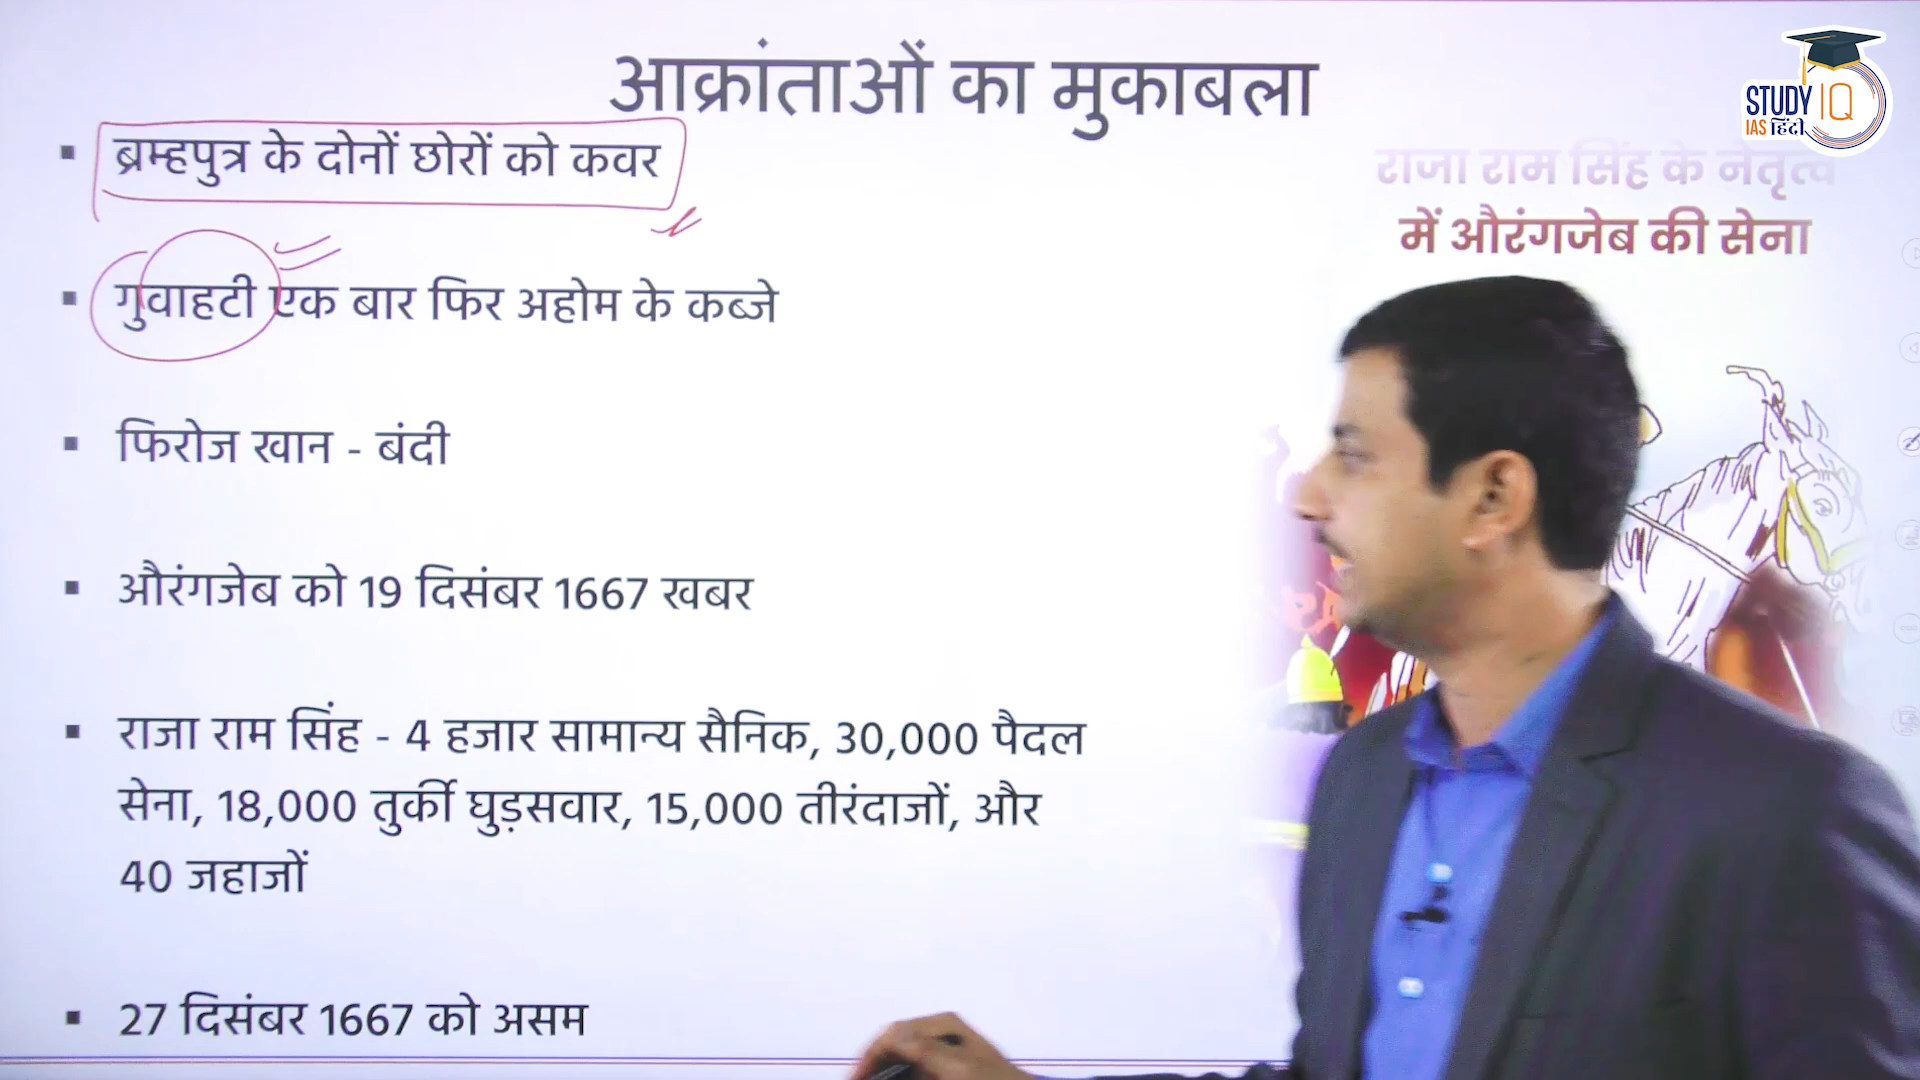 आक्रांताओं का मुकाबला
STUDY IQ
IAS हिंदी
ब्रम्हपुत्र के दोनों छोरों को कवर
राजा राम सिंह के नेतृत्व
में औरंगजेब की सेना
गुवाहटी एक बार फिर अहोम के कब्जे
फिरोज खान - बंदी
औरंगजेब को 19 दिसंबर 1667 खबर
राजा राम सिंह - 4 हजार सामान्य सैनिक, 30,000 पैदल
सेना, 18,000 तुर्की घुड़सवार, 15,000 तीरंदाजों, और
40 जहाजों
27 दिसंबर 1667 को असम